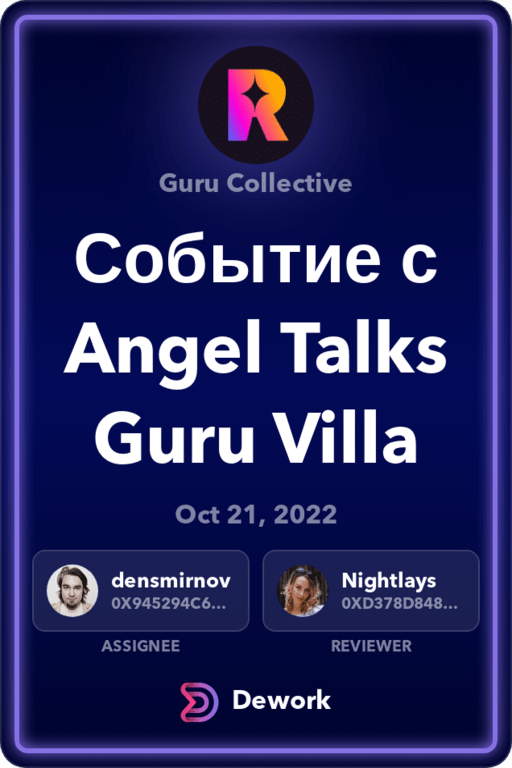 R
Guru Collective
Событие с
Angel Talks
Guru Villa
Oct 21, 2022
densmirnov
0X945294C6...
ASSIGNEE
Nightlays
0XD378D848...
REVIEWER
Dework